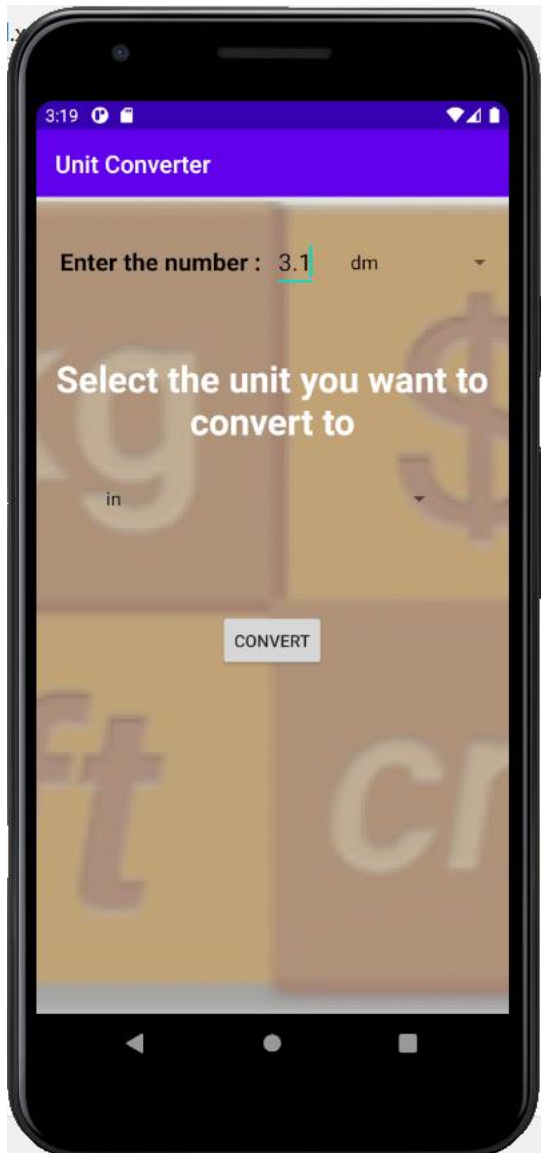 .x
3:19
Unit Converter
Enter the number : 3.1 dm
kg
$
Select the unit you want to
convert to
in
CONVERT
ft